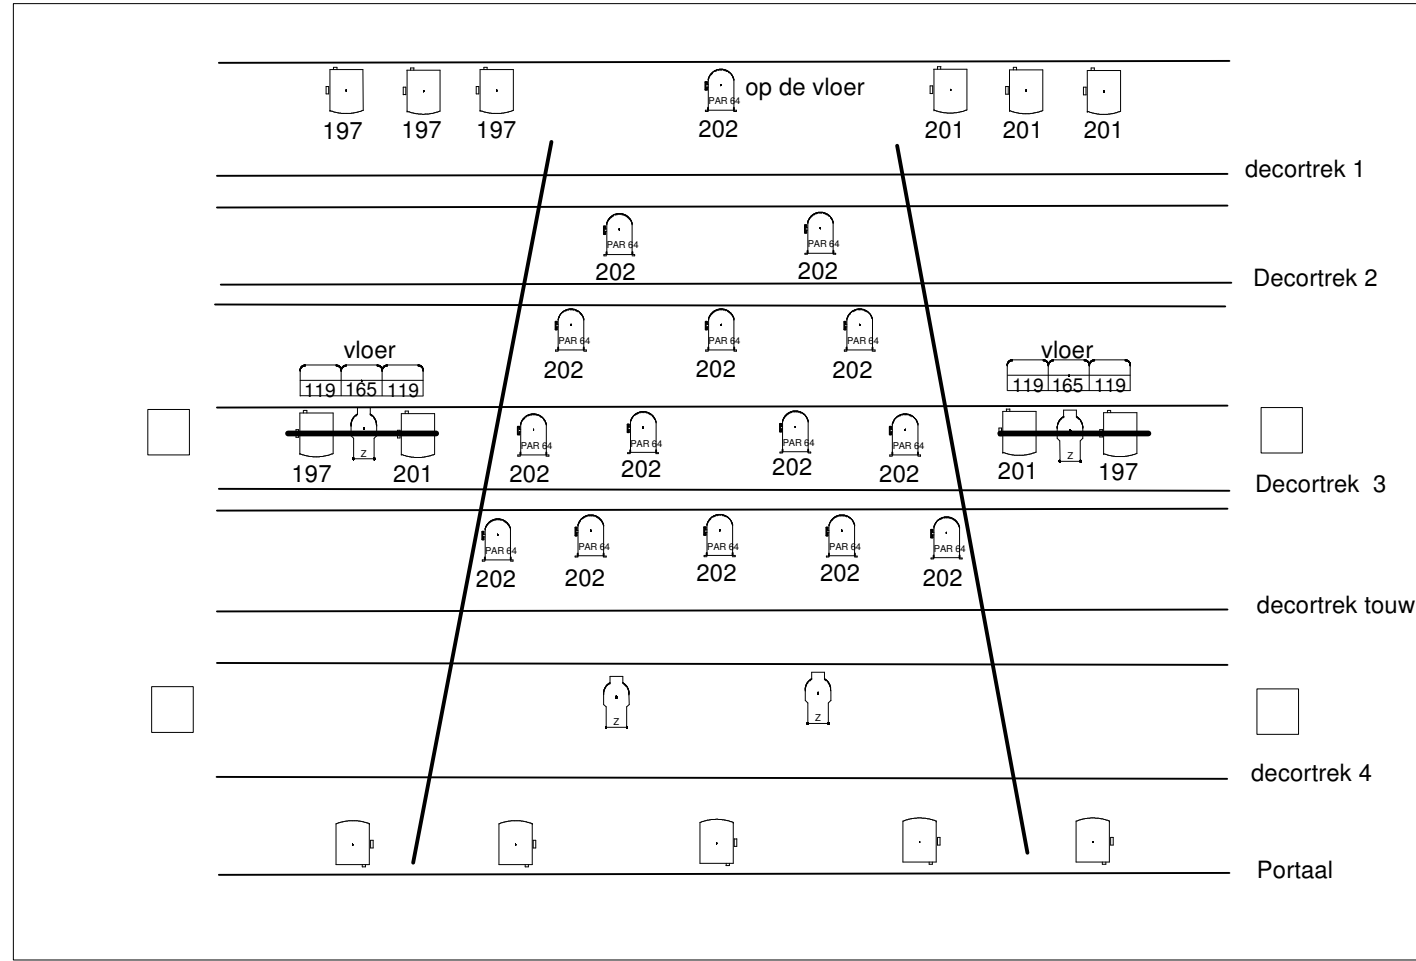 PAR 64 op de vloer
197 197 197 202 201 201 201
decortrek 1
PAR 64 PAR 64
202 202
Decortrek 2
PAR 64 PAR 64 PAR 64
vloer vloer
202 202 202
119 165 119 119 165 119
PAR 64 PAR 64 PAR 64 PAR 64
Z Z
197 201 202 202 202 202 201 197
Decortrek 3
PAR 64 PAR 64 PAR 64 PAR 64 PAR 64
202 202 202 202 202
decortrek touw
Z Z
decortrek 4
Portaal